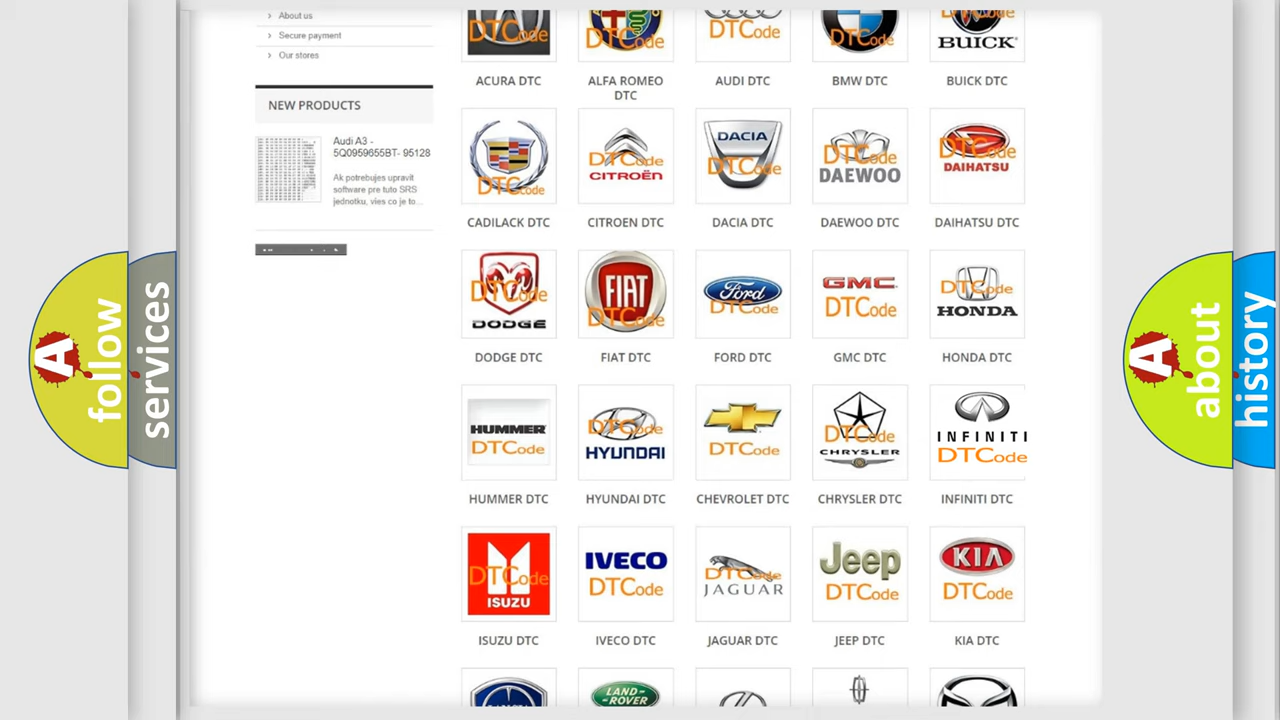 About us
Secure payment
Our stores
NEW PRODUCTS
Audi A3 -
5Q0959655BT- 95128
Ak potrebujes upravit
software pre tuto SRS
jednotku, vies co je to...
DTCode
DTCode
DTCode
DTCode
BUICK
ACURA DTC
ALFA ROMEO
DTC
AUDI DTC
BMW DTC
BUICK DTC
DTCode
DTCode
CITROËN
DACIA
DTCode
DTCode
DAEWOO
DTCode
DAIHATSU
CADILACK DTC
CITROEN DTC
DACIA DTC
DAEWOO DTC
DAIHATSU DTC
DTCode
DODGE
FIAT
DTCode
Ford
DTCode
GMC
DTCode
DTCode
HONDA
DODGE DTC
FIAT DTC
FORD DTC
GMC DTC
HONDA DTC
HUMMER
DTCode
DTCode
HYUNDAI
DTCode
DTCode
CHRYSLER
INFINITI
DTCode
HUMMER DTC
HYUNDAI DTC
CHEVROLET DTC
CHRYSLER DTC
INFINITI DTC
DTCode
ISUZU
IVECO
DTCode
DTCode
JAGUAR
Jeep
DTCode
KIA
DTCode
ISUZU DTC
IVECO DTC
JAGUAR DTC
JEEP DTC
KIA DTC
LAND-
ROVER
A
follow
services
A
about
history